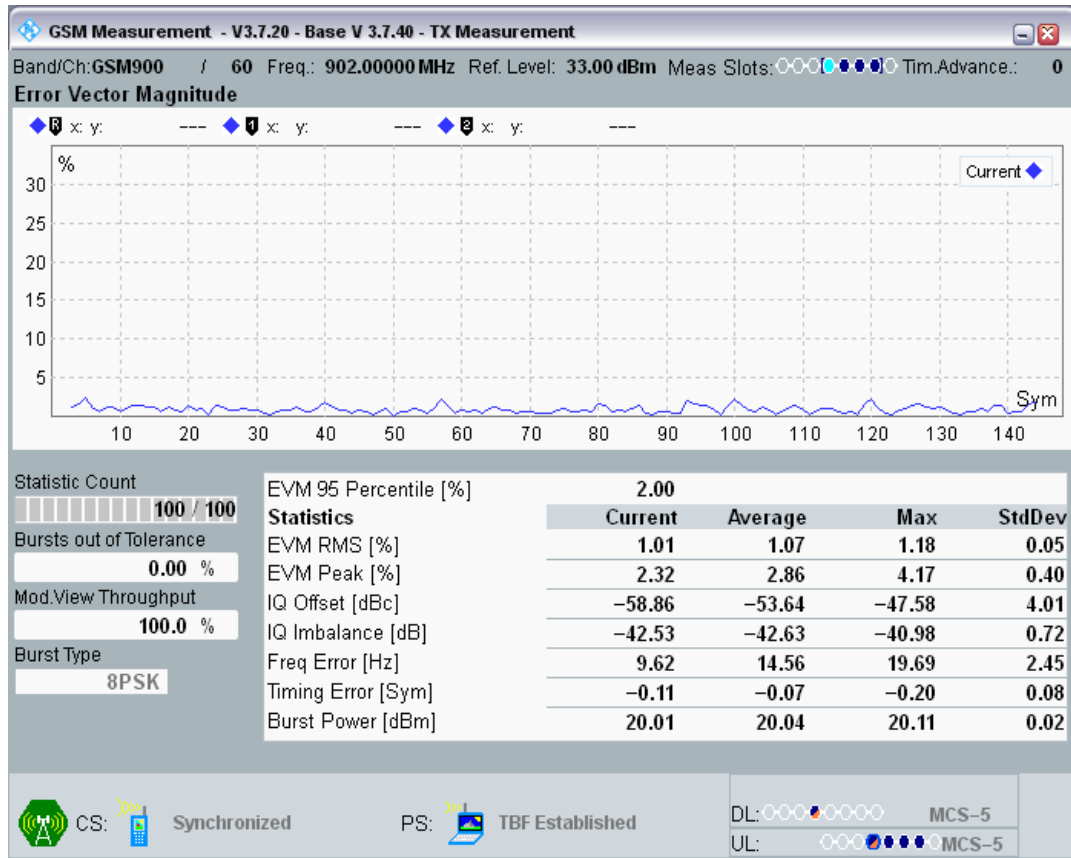 GSM Measurement - V3.7.20 - Base V 3.7.40 - TX Measurement
Band/Ch:GSM900 / 60 Freq.: 902.00000 MHz Ref. Level: 33.00 dBm Meas Slots: Tim.Advance.: 0
Error Vector Magnitude
R x: y: --- 1 x: y: --- 2 x: y: ---
%
Current
30
25
20
15
10
5
Sym
10 20 30 40 50 60 70 80 90 100 110 120 130 140
Statistic Count
100 / 100
Bursts out of Tolerance
0.00 %
Mod.View Throughput
100.0 %
Burst Type
8PSK
EVM 95 Percentile [%] 2.00
Statistics Current Average Max StdDev
EVM RMS [%] 1.01 1.07 1.18 0.05
EVM Peak [%] 2.32 2.86 4.17 0.40
IQ Offset [dBc] −58.86 −53.64 −47.58 4.01
IQ Imbalance [dB] −42.53 −42.63 −40.98 0.72
Freq Error [Hz] 9.62 14.56 19.69 2.45
Timing Error [Sym] −0.11 −0.07 −0.20 0.08
Burst Power [dBm] 20.01 20.04 20.11 0.02
CS: Synchronized PS: TBF Established
DL: MCS−5
UL: MCS−5